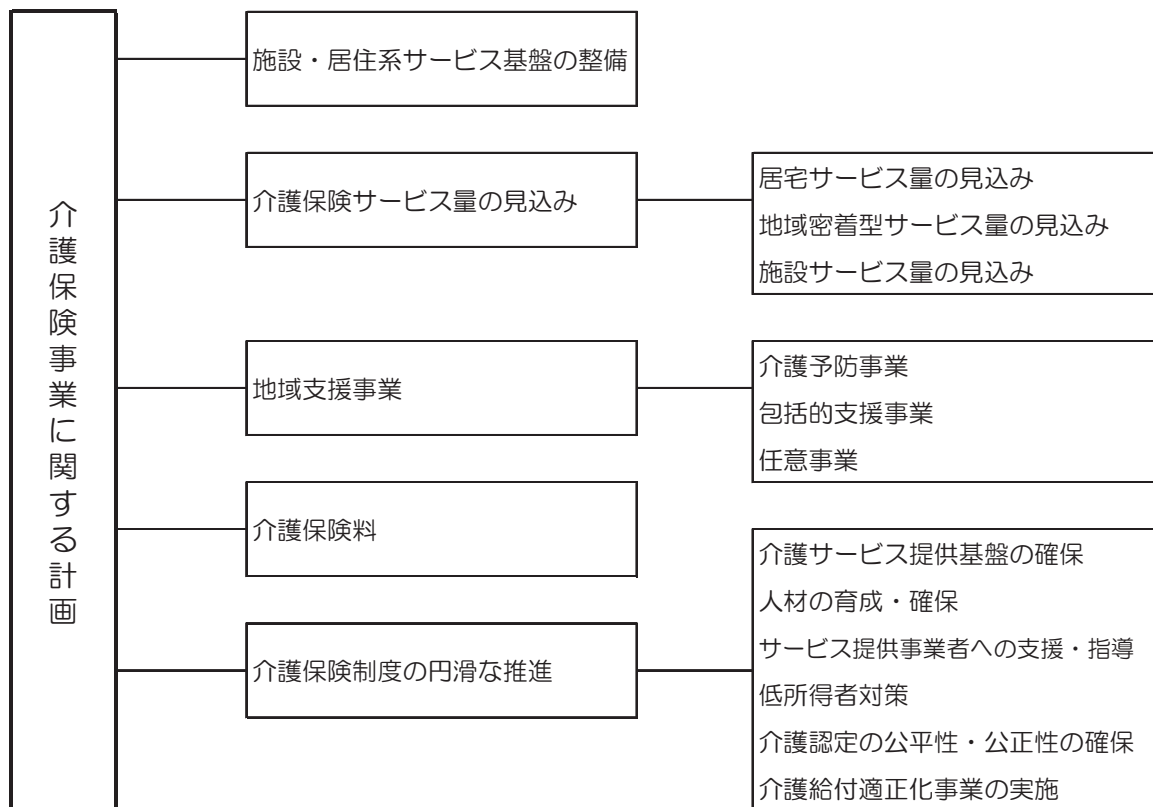 介護保険事業に関する計画
施設・居住系サービス基盤の整備
介護保険サービス量の見込み
居宅サービス量の見込み
地域密着型サービス量の見込み
施設サービス量の見込み
地域支援事業
介護予防事業
包括的支援事業
任意事業
介護保険料
介護保険制度の円滑な推進
介護サービス提供基盤の確保
人材の育成・確保
サービス提供事業者への支援・指導
低所得者対策
介護認定の公平性・公正性の確保
介護給付適正化事業の実施